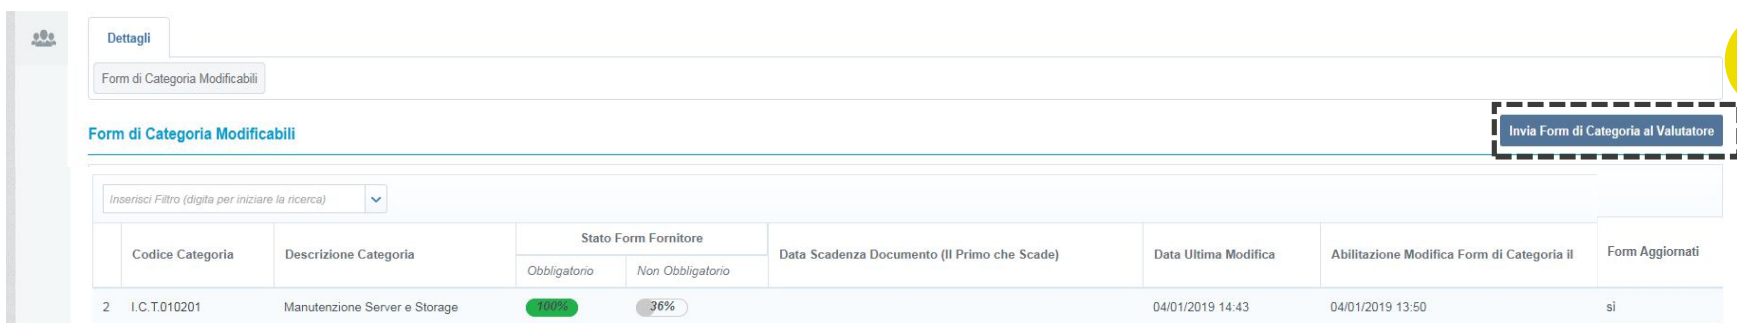 Dettagli
Form di Categoria Modificabili
Form di Categoria Modificabili
Invia Form di Categoria al Valutatore
Inserisci Filtro (digita per iniziare la ricerca)
Codice Categoria Descrizione Categoria Stato Form Fornitore Data Scadenza Documento (Il Primo che Scade) Data Ultima Modifica Abilitazione Modifica Form di Categoria il Form Aggiornati
Obbligatorio Non Obbligatorio
2 I.C.T.010201 Manutenzione Server e Storage 100% 36% 04/01/2019 14:43 04/01/2019 13:50 sì